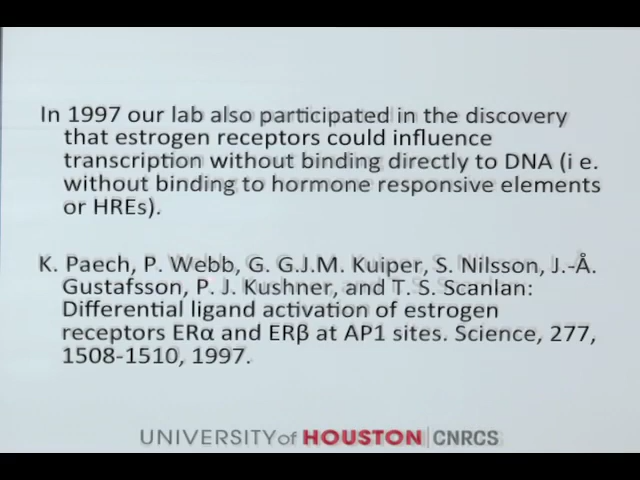 In 1997 our lab also participated in the discovery
that estrogen receptors could influence
transcription without binding directly to DNA (i e.
without binding to hormone responsive elements
or HREs).
K. Paech, P. Webb, G. G.J.M. Kuiper, S. Nilsson, J.-Å.
Gustafsson, P. J. Kushner, and T. S. Scanlan:
Differential ligand activation of estrogen
receptors ERα and ERβ at AP1 sites. Science, 277,
1508-1510, 1997.
UNIVERSITY of HOUSTON | CNRCS